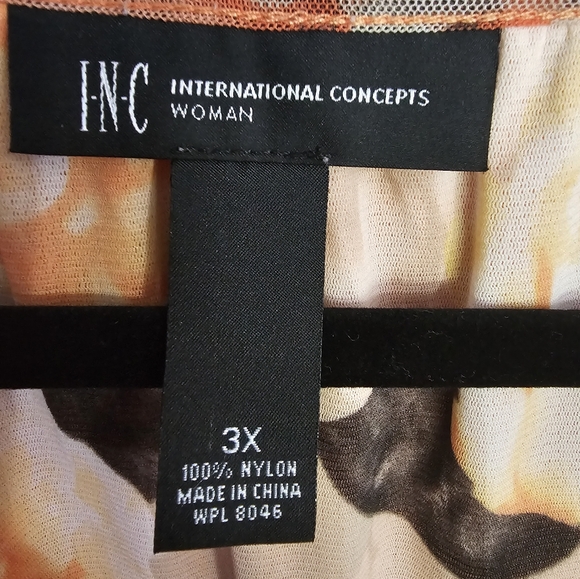 I·N·C
INTERNATIONAL CONCEPTS
WOMAN
3X
100% NYLON
MADE IN CHINA
WPL 8046